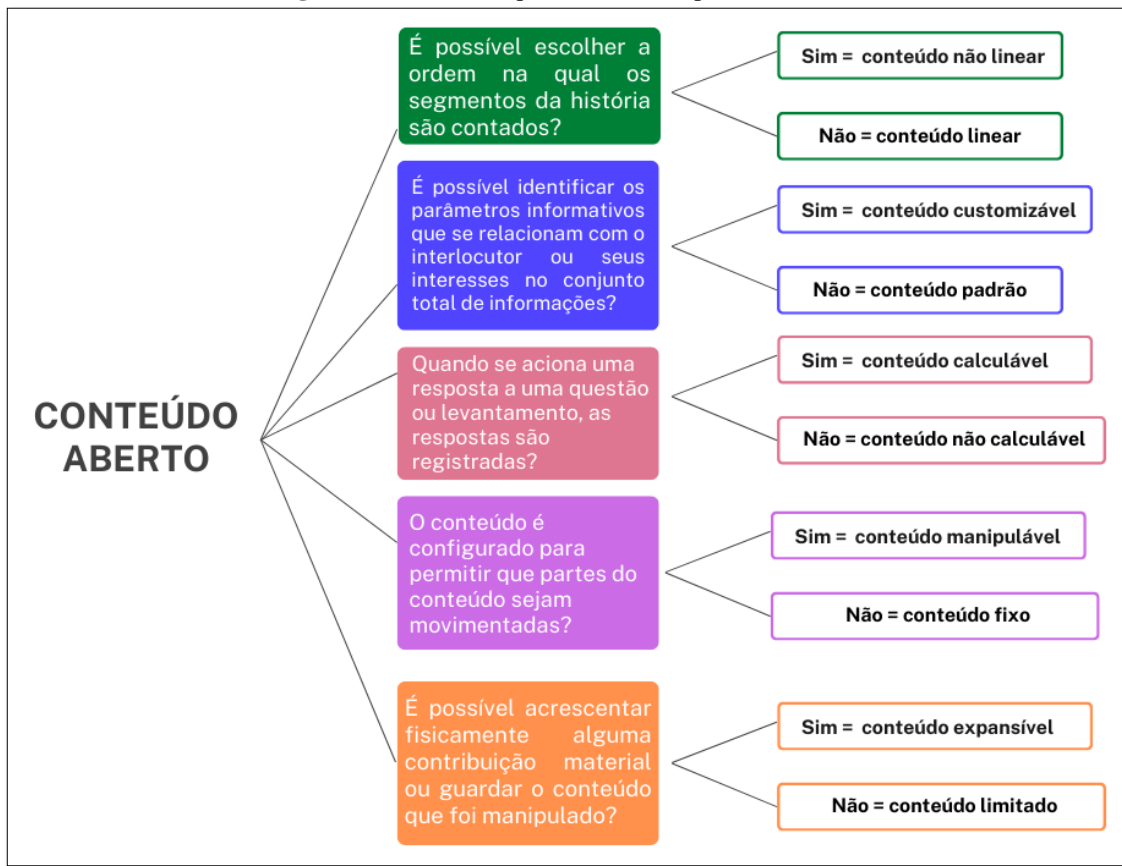 CONTEÚDO
ABERTO
É possível escolher a
ordem na qual os
segmentos da história
são contados?
Sim = conteúdo não linear
Não = conteúdo linear
É possível identificar os
parâmetros informativos
que se relacionam com o
interlocutor ou seus
interesses no conjunto
total de informações?
Sim = conteúdo customizável
Não = conteúdo padrão
Quando se aciona uma
resposta a uma questão
ou levantamento, as
respostas são
registradas?
Sim = conteúdo calculável
Não = conteúdo não calculável
O conteúdo é
configurado para
permitir que partes do
conteúdo sejam
movimentadas?
Sim = conteúdo manipulável
Não = conteúdo fixo
É possível acrescentar
fisicamente alguma
contribuição material
ou guardar o conteúdo
que foi manipulado?
Sim = conteúdo expansível
Não = conteúdo limitado